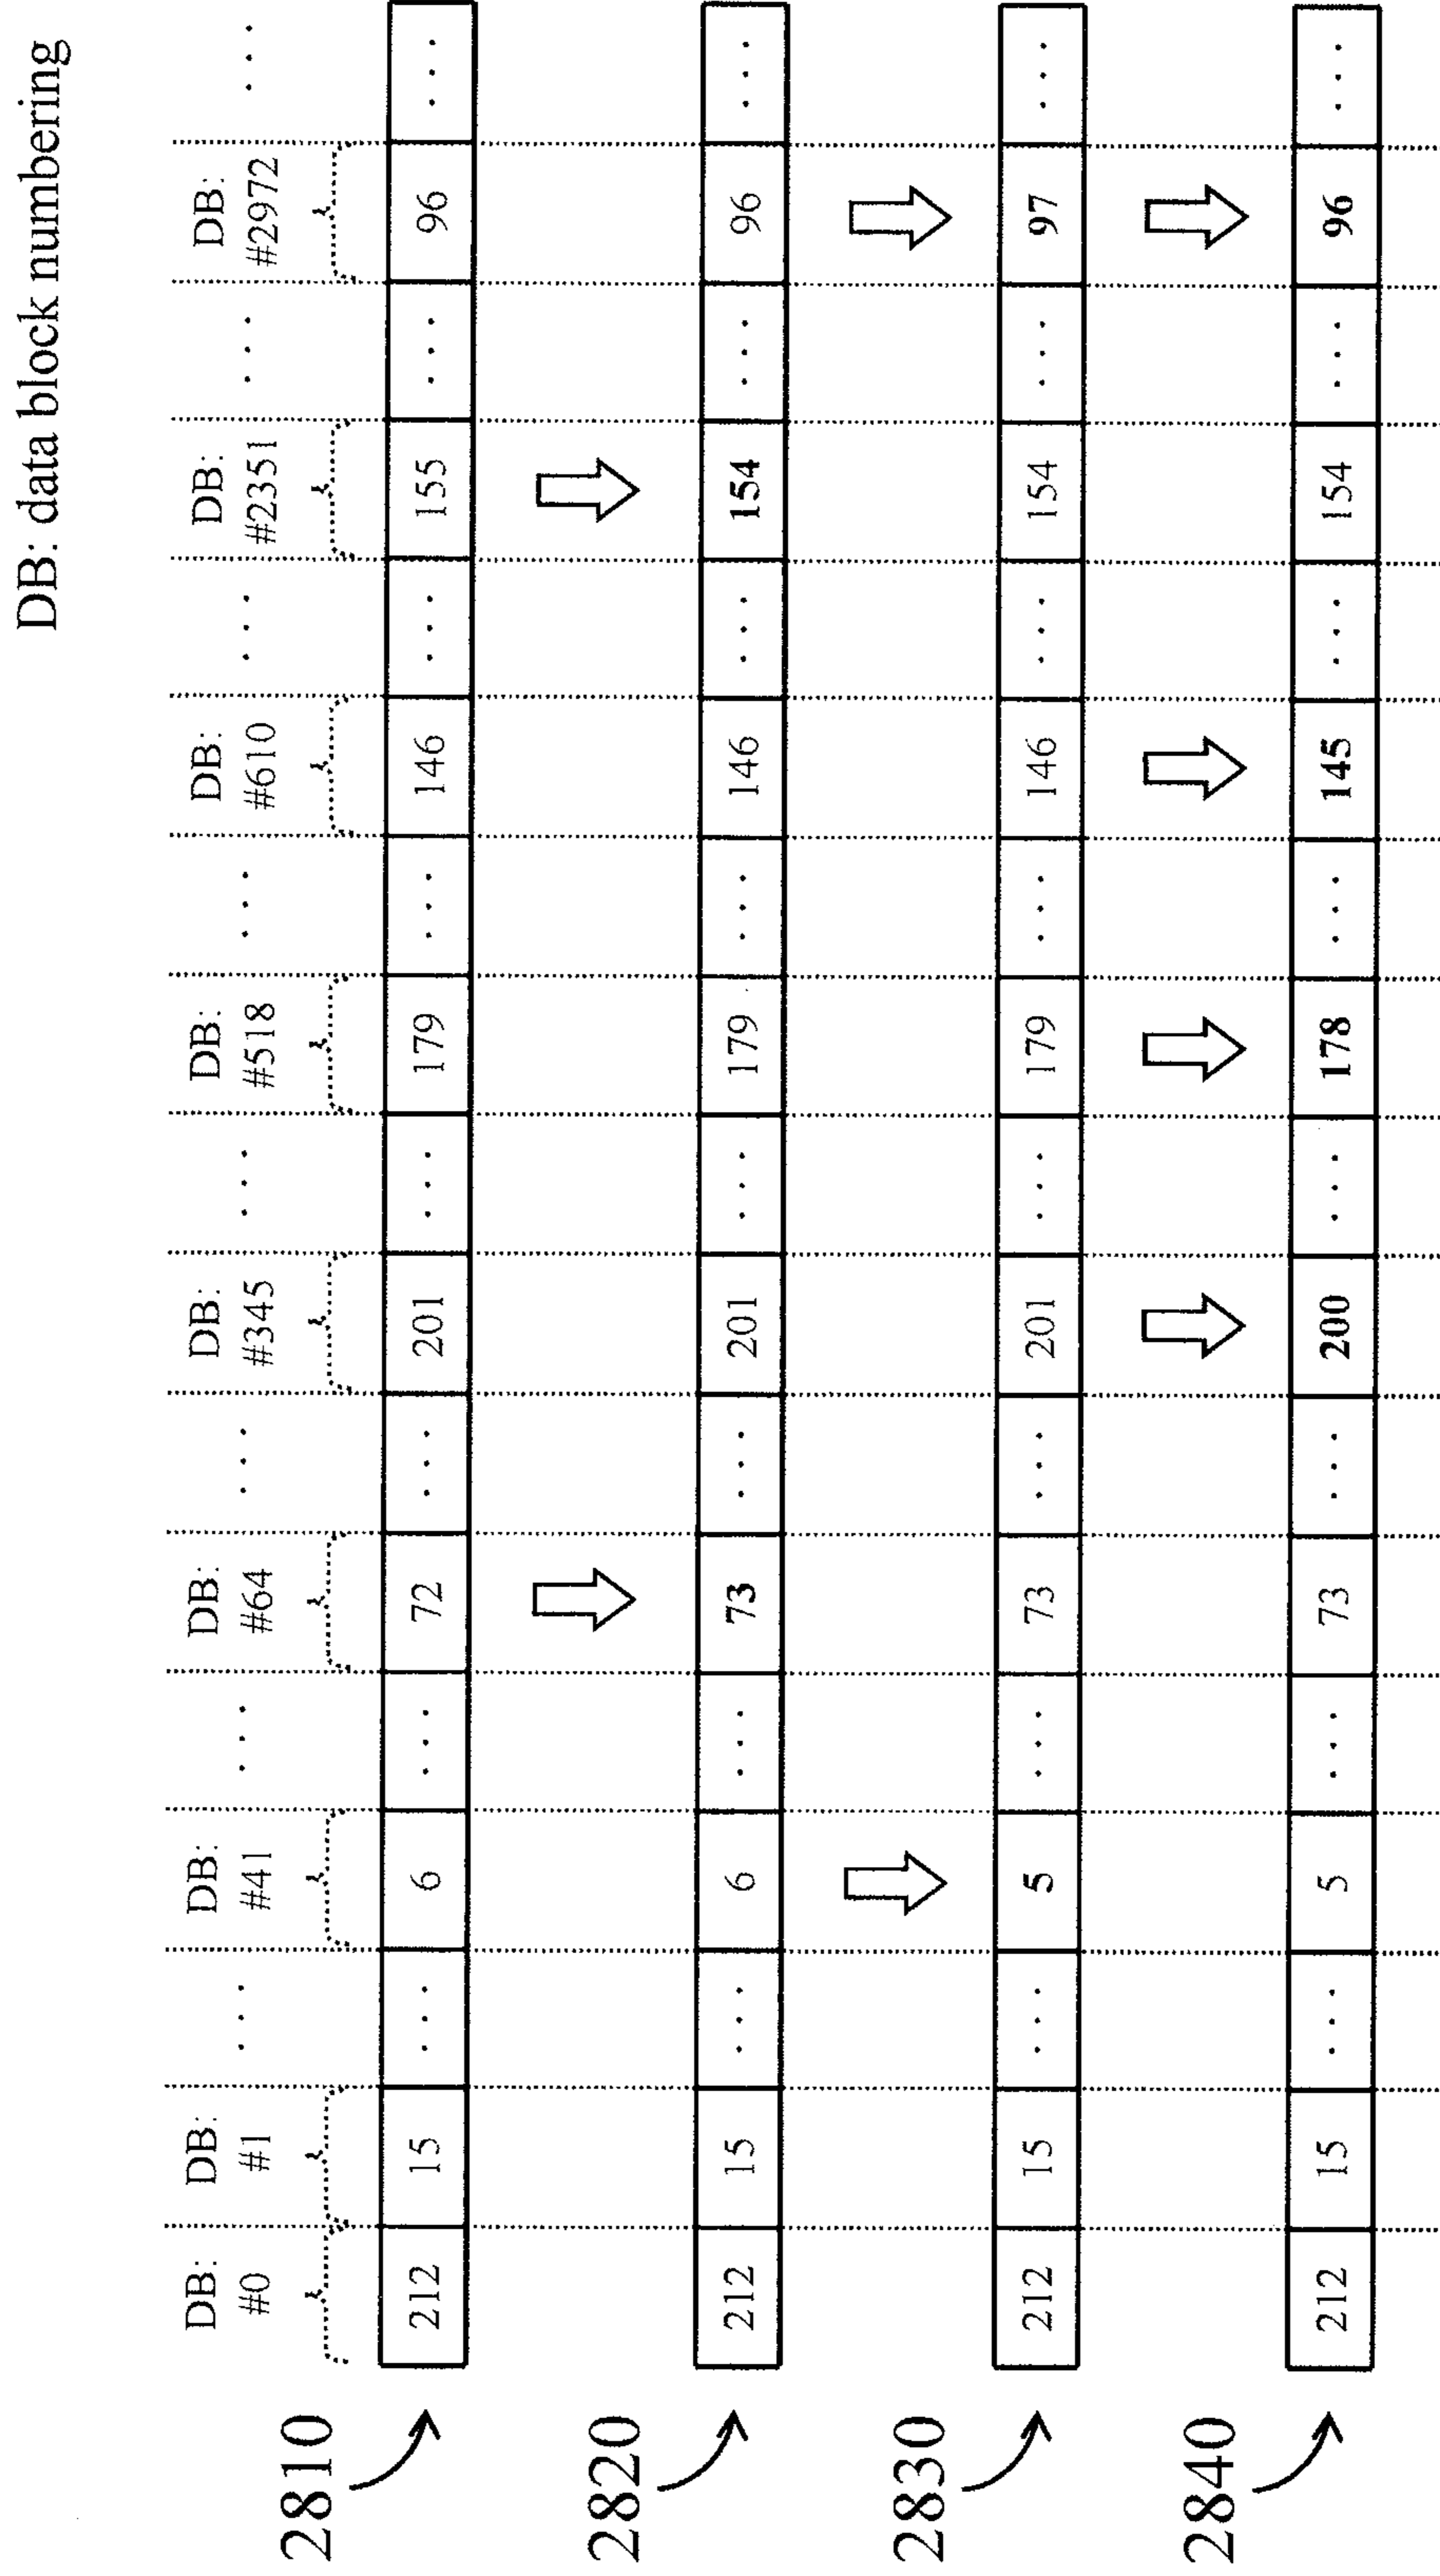 DB: data block numbering
DB: #0 DB: #1 ... DB: #41 ... DB: #64 ... DB: #345 ... DB: #518 ... DB: #610 ... DB: #2351 ... DB: #2972 ...
2810 212 15 ... 6 ... 72 ... 201 ... 179 ... 146 ... 155 ... 96 ...
2820 212 15 ... 6 ... 73 ... 201 ... 179 ... 146 ... 154 ... 96 ...
2830 212 15 ... 5 ... 73 ... 201 ... 179 ... 146 ... 154 ... 97 ...
2840 212 15 ... 5 ... 73 ... 200 ... 178 ... 145 ... 154 ... 96 ...